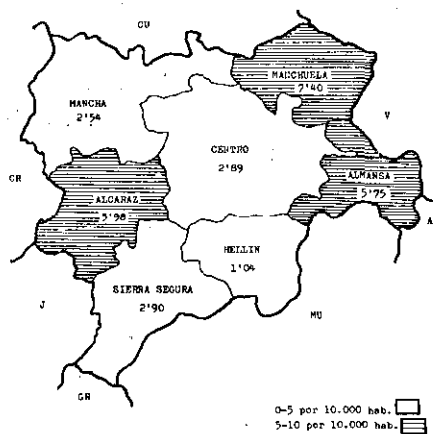 CU
MANCHUELA
7'40
MANCHA
2'54
V
CENTRO
2'89
CR
ALMANSA
5'75
ALCARAZ
5'98
A
HELLIN
1'04
SIERRA SEGURA
2'90
J
MU
GR
0-5 por 10.000 hab.
5-10 por 10.000 hab.